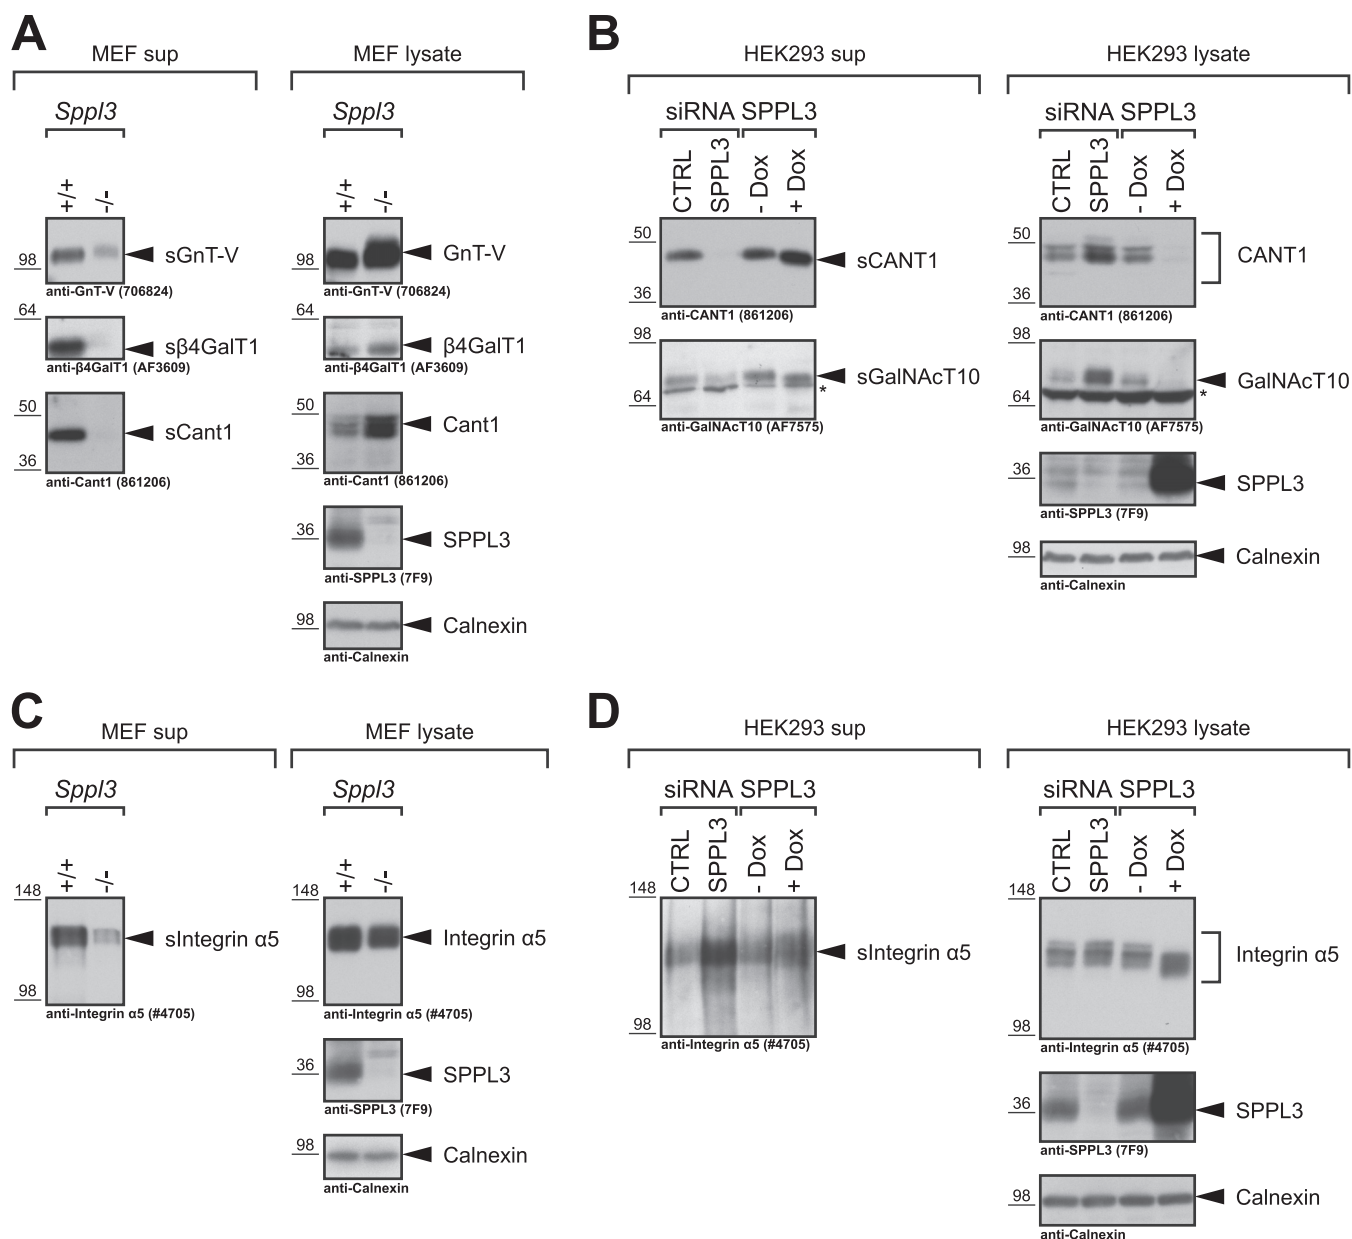 A
MEF sup
MEF lysate
Sppl3
Sppl3
+/+
-/-
+/+
-/-
98
sGnT-V
98
GnT-V
anti-GnT-V (706824)
anti-GnT-V (706824)
64
sβ4GalT1
64
β4GalT1
anti-β4GalT1 (AF3609)
anti-β4GalT1 (AF3609)
50
sCant1
36
50
Cant1
36
anti-Cant1 (861206)
anti-Cant1 (861206)
36
SPPL3
anti-SPPL3 (7F9)
98
Calnexin
anti-Calnexin
B
HEK293 sup
HEK293 lysate
siRNA SPPL3
siRNA SPPL3
CTRL
SPPL3
- Dox
+ Dox
CTRL
SPPL3
- Dox
+ Dox
50
sCANT1
36
50
CANT1
36
anti-CANT1 (861206)
anti-CANT1 (861206)
98
sGalNAcT10
*
64
98
GalNAcT10
*
64
anti-GalNAcT10 (AF7575)
anti-GalNAcT10 (AF7575)
36
SPPL3
anti-SPPL3 (7F9)
98
Calnexin
anti-Calnexin
C
MEF sup
MEF lysate
Sppl3
Sppl3
+/+
-/-
+/+
-/-
148
sIntegrin α5
98
148
Integrin α5
98
anti-Integrin α5 (#4705)
anti-Integrin α5 (#4705)
36
SPPL3
anti-SPPL3 (7F9)
98
Calnexin
anti-Calnexin
D
HEK293 sup
HEK293 lysate
siRNA SPPL3
siRNA SPPL3
CTRL
SPPL3
- Dox
+ Dox
CTRL
SPPL3
- Dox
+ Dox
148
sIntegrin α5
98
148
Integrin α5
98
anti-Integrin α5 (#4705)
anti-Integrin α5 (#4705)
36
SPPL3
anti-SPPL3 (7F9)
98
Calnexin
anti-Calnexin